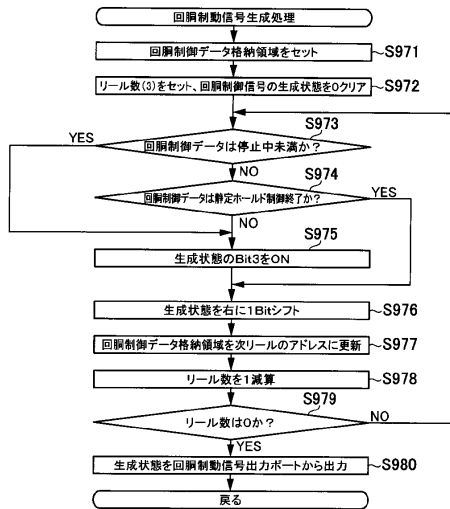 回胴制動信号生成処理
回胴制御データ格納領域をセット
S971
リール数(3)をセット、回胴制御信号の生成状態を0クリア
S972
S973
YES
回胴制御データは停止中未満か?
NO
S974
回胴制御データは静定ホールド制御終了か?
YES
NO
S975
生成状態のBit3をON
生成状態を右に1Bitシフト
S976
回胴制御データ格納領域を次リールのアドレスに更新
S977
リール数を1減算
S978
S979
リール数は0か?
NO
YES
生成状態を回胴制動信号出力ポートから出力
S980
戻る